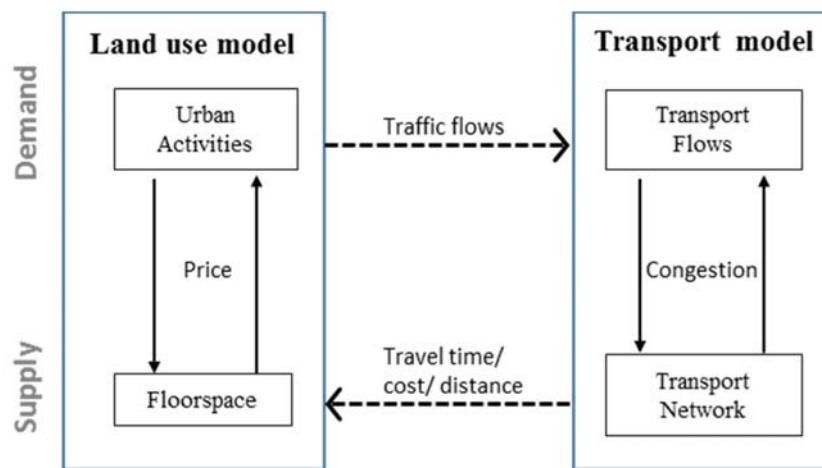 Demand
Supply
Land use model
Urban
Activities
Price
Floorspace
Traffic flows
Travel time/
cost/ distance
Transport model
Transport
Flows
Congestion
Transport
Network